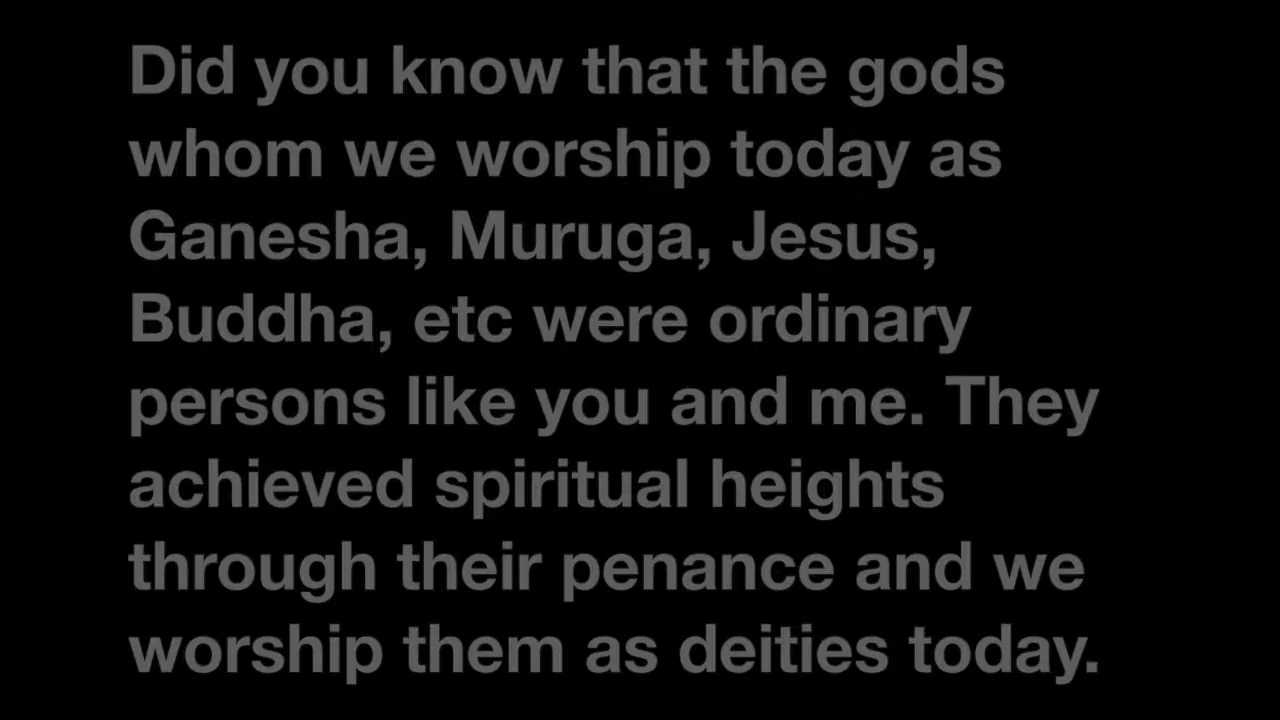 Did you know that the gods
whom we worship today as
Ganesha, Muruga, Jesus,
Buddha, etc were ordinary
persons like you and me. They
achieved spiritual heights
through their penance and we
worship them as deities today.